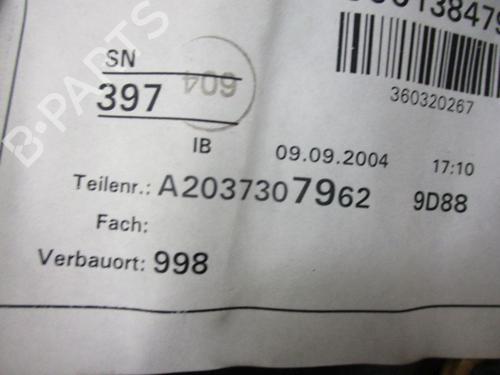 SN
397
604
IB
360320267
09.09.2004 17:10
Teilenr.: A2037307962 9D88
Fach:
Verbauort: 998
B-PARTS